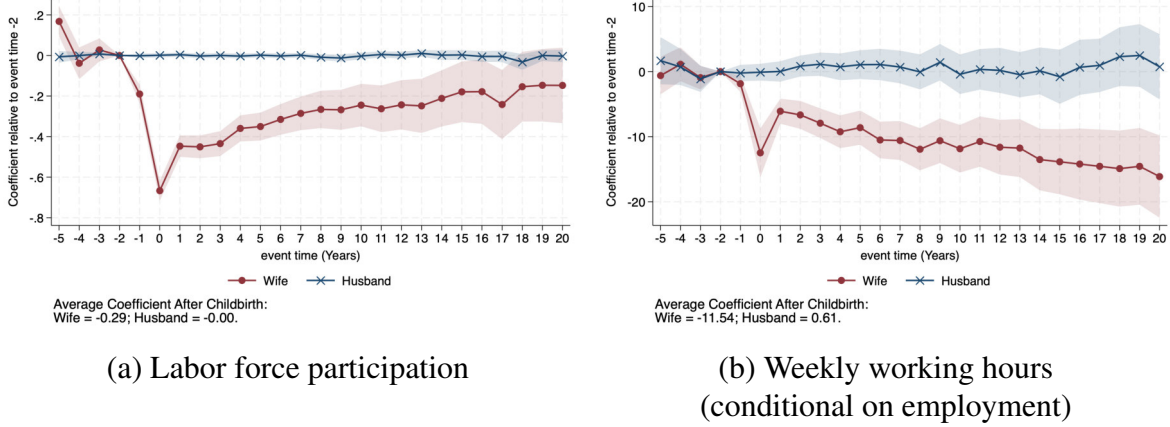 Coefficient relative to event time -2
.2
0
-.2
-.4
-.6
-.8
-5 -4 -3 -2 -1 0 1 2 3 4 5 6 7 8 9 10 11 12 13 14 15 16 17 18 19 20
event time (Years)
Wife Husband
Average Coefficient After Childbirth:
Wife = -0.29; Husband = -0.00.
(a) Labor force participation
Coefficient relative to event time -2
10
0
-10
-20
-5 -4 -3 -2 -1 0 1 2 3 4 5 6 7 8 9 10 11 12 13 14 15 16 17 18 19 20
event time (Years)
Wife Husband
Average Coefficient After Childbirth:
Wife = -11.54; Husband = 0.61.
(b) Weekly working hours
(conditional on employment)